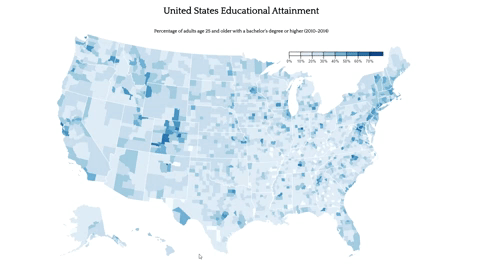 United States Educational Attainment
Percentage of adults age 25 and older with a bachelor's degree or higher (2010-2014)
0% 10% 20% 30% 40% 50% 60% 70%